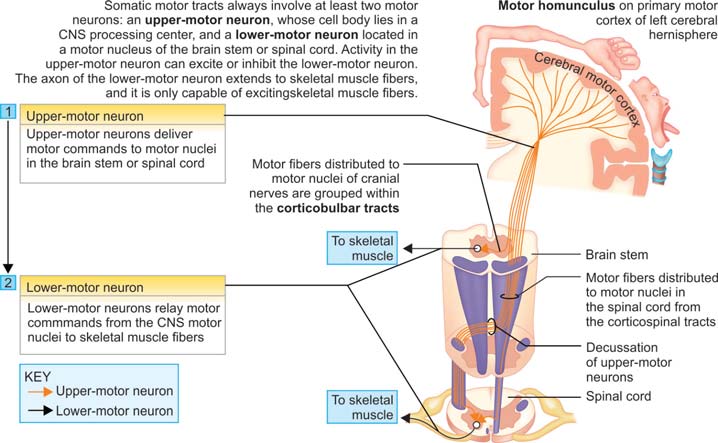 Somatic motor tracts always involve at least two motor
neurons: an upper-motor neuron, whose cell body lies in a
CNS processing center, and a lower-motor neuron located in
a motor nucleus of the brain stem or spinal cord. Activity in the
upper-motor neuron can excite or inhibit the lower-motor neuron.
The axon of the lower-motor neuron extends to skeletal muscle fibers,
and it is only capable of excitingskeletal muscle fibers.
Motor homunculus on primary motor
cortex of left cerebral
hernisphere
Cerebral motor cortex
1
Upper-motor neuron
Upper-motor neurons deliver
motor commands to motor nuclei
in the brain stem or spinal cord
Motor fibers distributed to
motor nuclei of cranial
nerves are grouped within
the corticobulbar tracts
To skeletal
muscle
Brain stem
Motor fibers distributed
to motor nuclei in
the spinal cord from
the corticospinal tracts
2
Lower-motor neuron
Lower-motor neurons relay motor
commmands from the CNS motor
nuclei to skeletal muscle fibers
Decussation
of upper-motor
neurons
KEY
Upper-motor neuron
Lower-motor neuron
To skeletal
muscle
Spinal cord